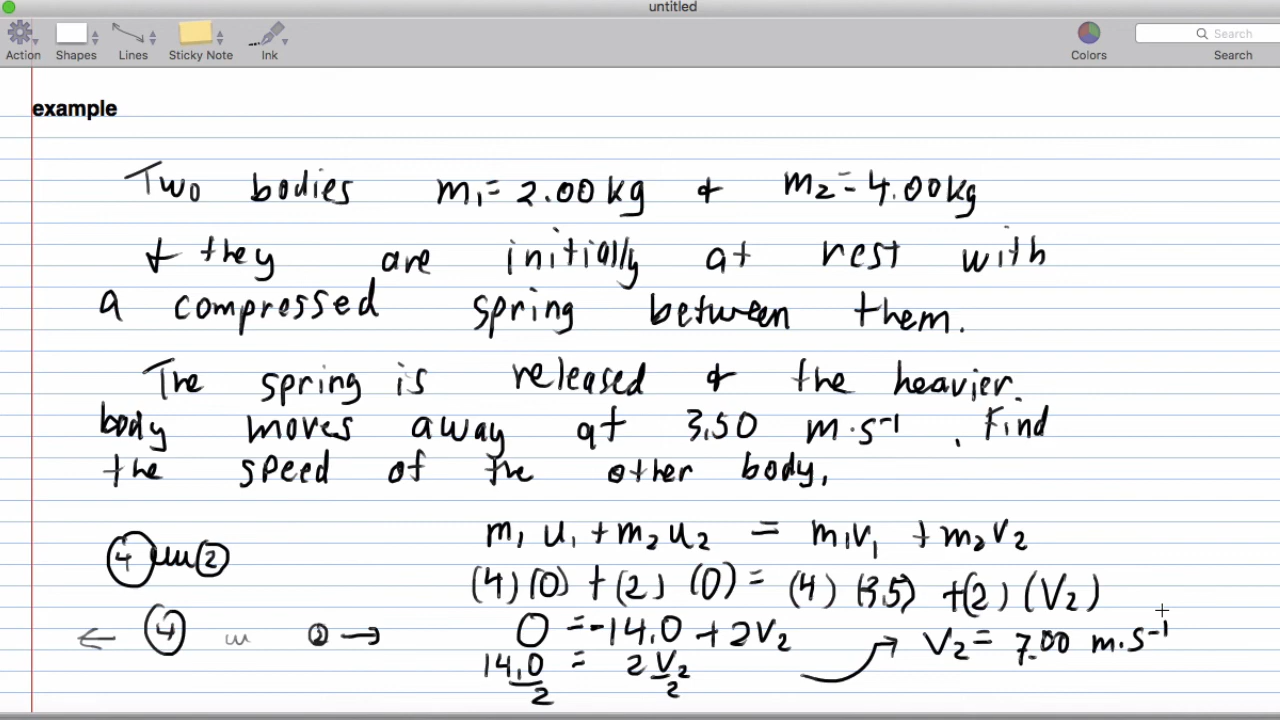 untitled
Action Shapes Lines Sticky Note Ink Colors Search Search
example
Two bodies m₁ = 2.00 kg & m₂ = 4.00 kg
& they are initially at rest with
a compressed spring between them.
The spring is released & the heavier.
body moves away at 3.50 m·s⁻¹. Find
the speed of the other body.
m₁ u₁ + m₂ u₂ = m₁v₁ + m₂ v₂
4 2
(4)(0) + (2)(0) = (4)(3.5) + (2)(V₂)
← 4 2 →
0 = -14.0 + 2V₂ → V₂ = 7.00 m·s⁻¹
14.0 = 2V₂
2 2